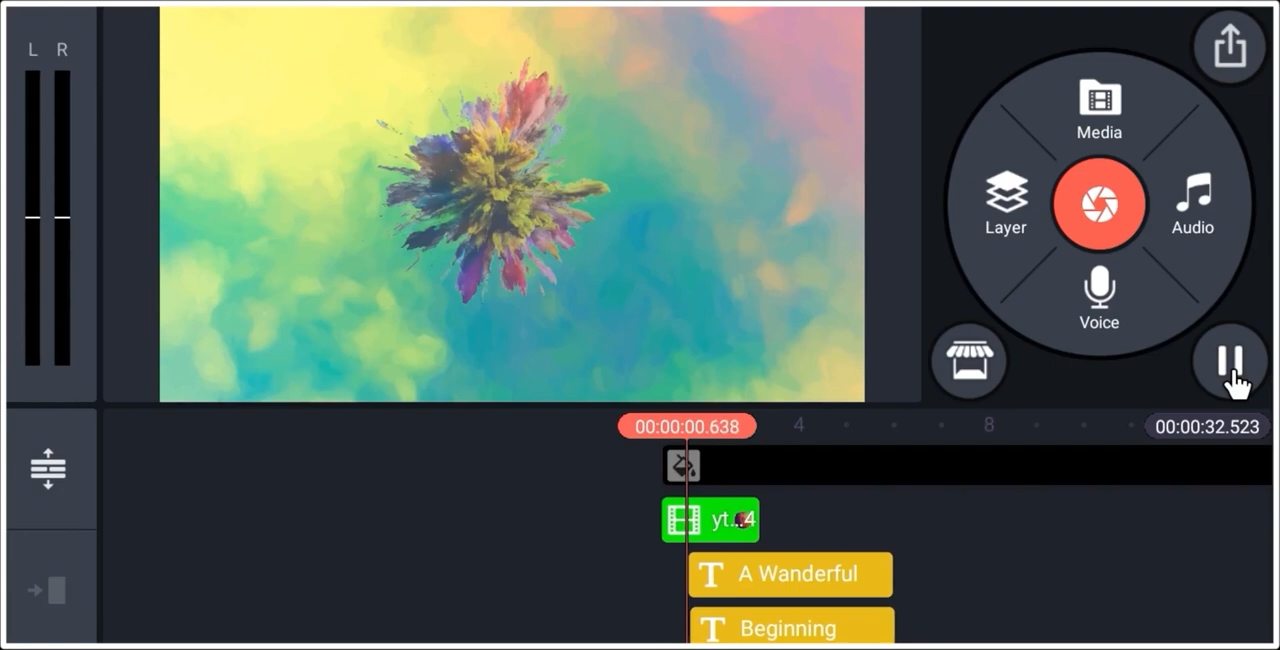 L R
Media
Layer
Audio
Voice
00:00:00.638
4
8
00:00:32.523
yt...4
A Wanderful
Beginning